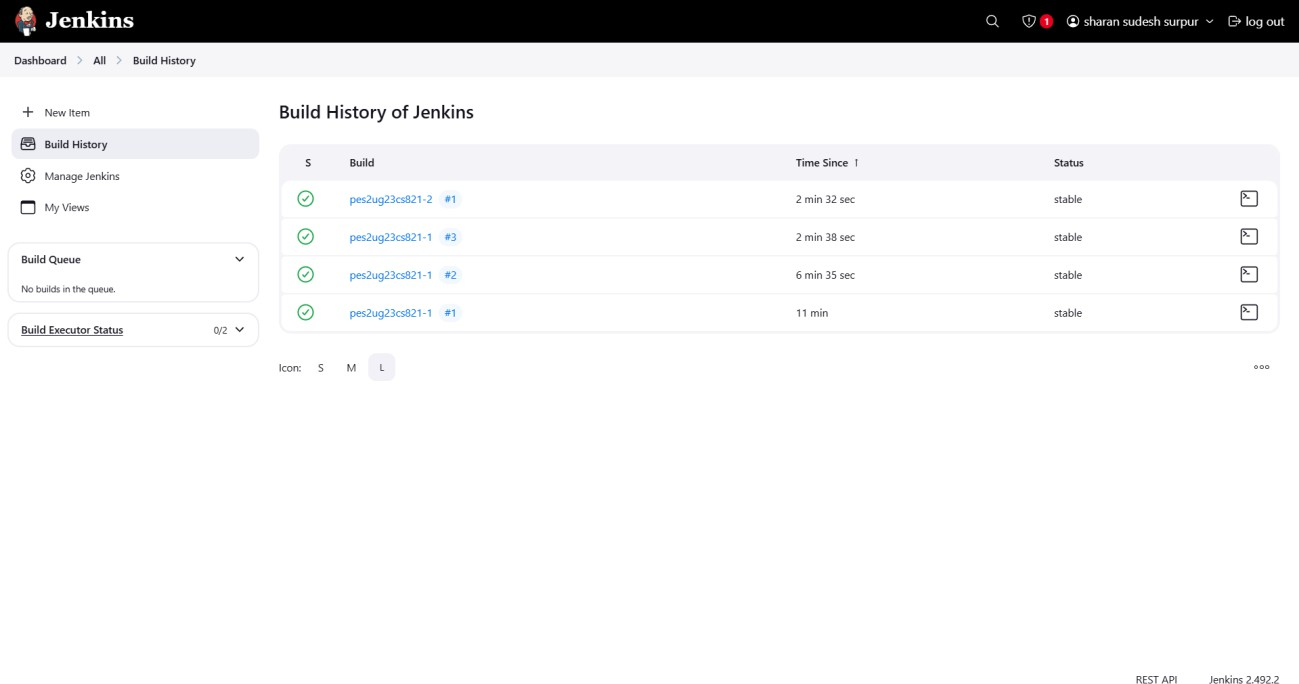 Jenkins
1 sharan sudesh surpur log out
Dashboard All Build History
New Item
Build History
Manage Jenkins
My Views
Build Queue
No builds in the queue.
Build Executor Status 0/2
Build History of Jenkins
S Build Time Since ↑ Status
pes2ug23cs821-2 #1 2 min 32 sec stable
pes2ug23cs821-1 #3 2 min 38 sec stable
pes2ug23cs821-1 #2 6 min 35 sec stable
pes2ug23cs821-1 #1 11 min stable
Icon: S M L
REST API Jenkins 2.492.2